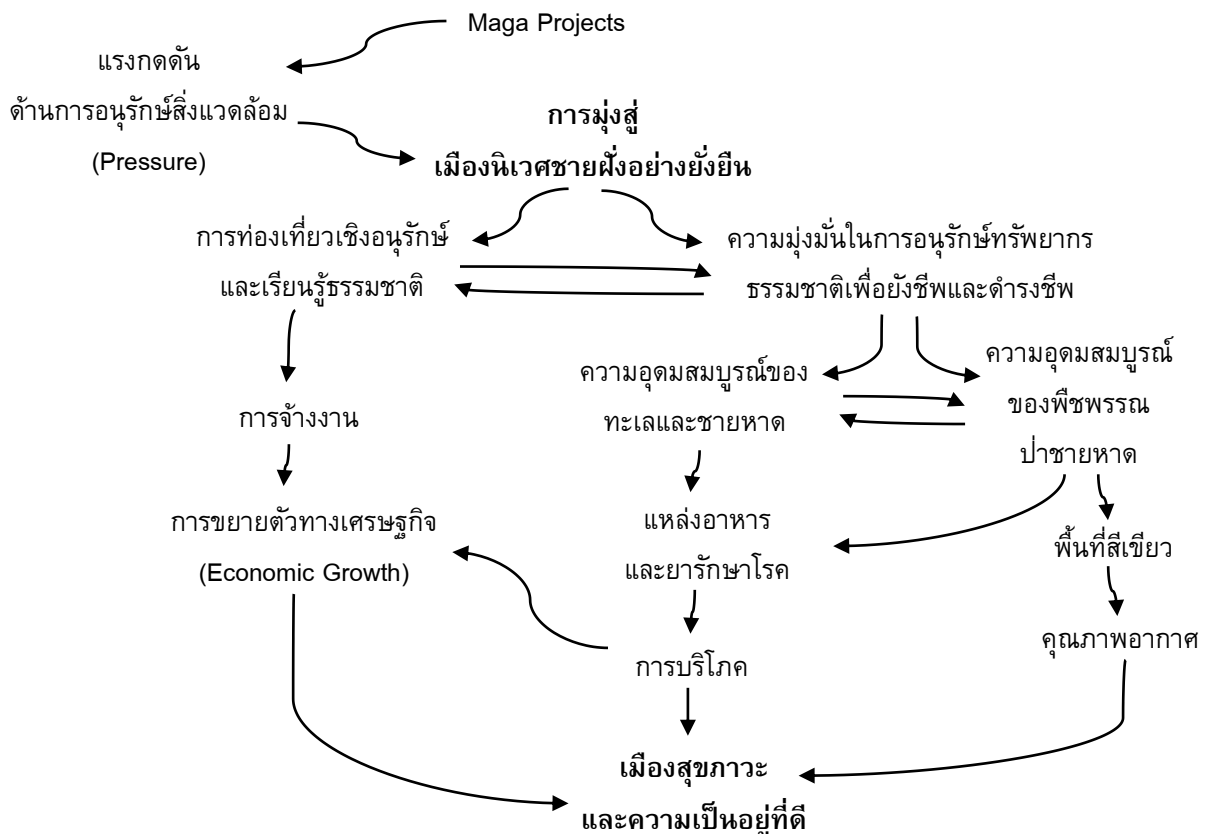 Maga Projects
แรงกดดัน
ด้านการอนุรักษ์สิ่งแวดล้อม
(Pressure)
การมุ่งสู่
เมืองนิเวศชายฝั่งอย่างยั่งยืน
การท่องเที่ยวเชิงอนุรักษ์
และเรียนรู้ธรรมชาติ
ความมุ่งมั่นในการอนุรักษ์ทรัพยากร
ธรรมชาติเพื่อยังชีพและดำรงชีพ
ความอุดมสมบูรณ์ของ
ทะเลและชายหาด
ความอุดมสมบูรณ์
ของพืชพรรณ
ป่าชายหาด
การจ้างงาน
การขยายตัวทางเศรษฐกิจ
(Economic Growth)
แหล่งอาหาร
และยารักษาโรค
พื้นที่สีเขียว
คุณภาพอากาศ
การบริโภค
เมืองสุขภาวะ
และความเป็นอยู่ที่ดี